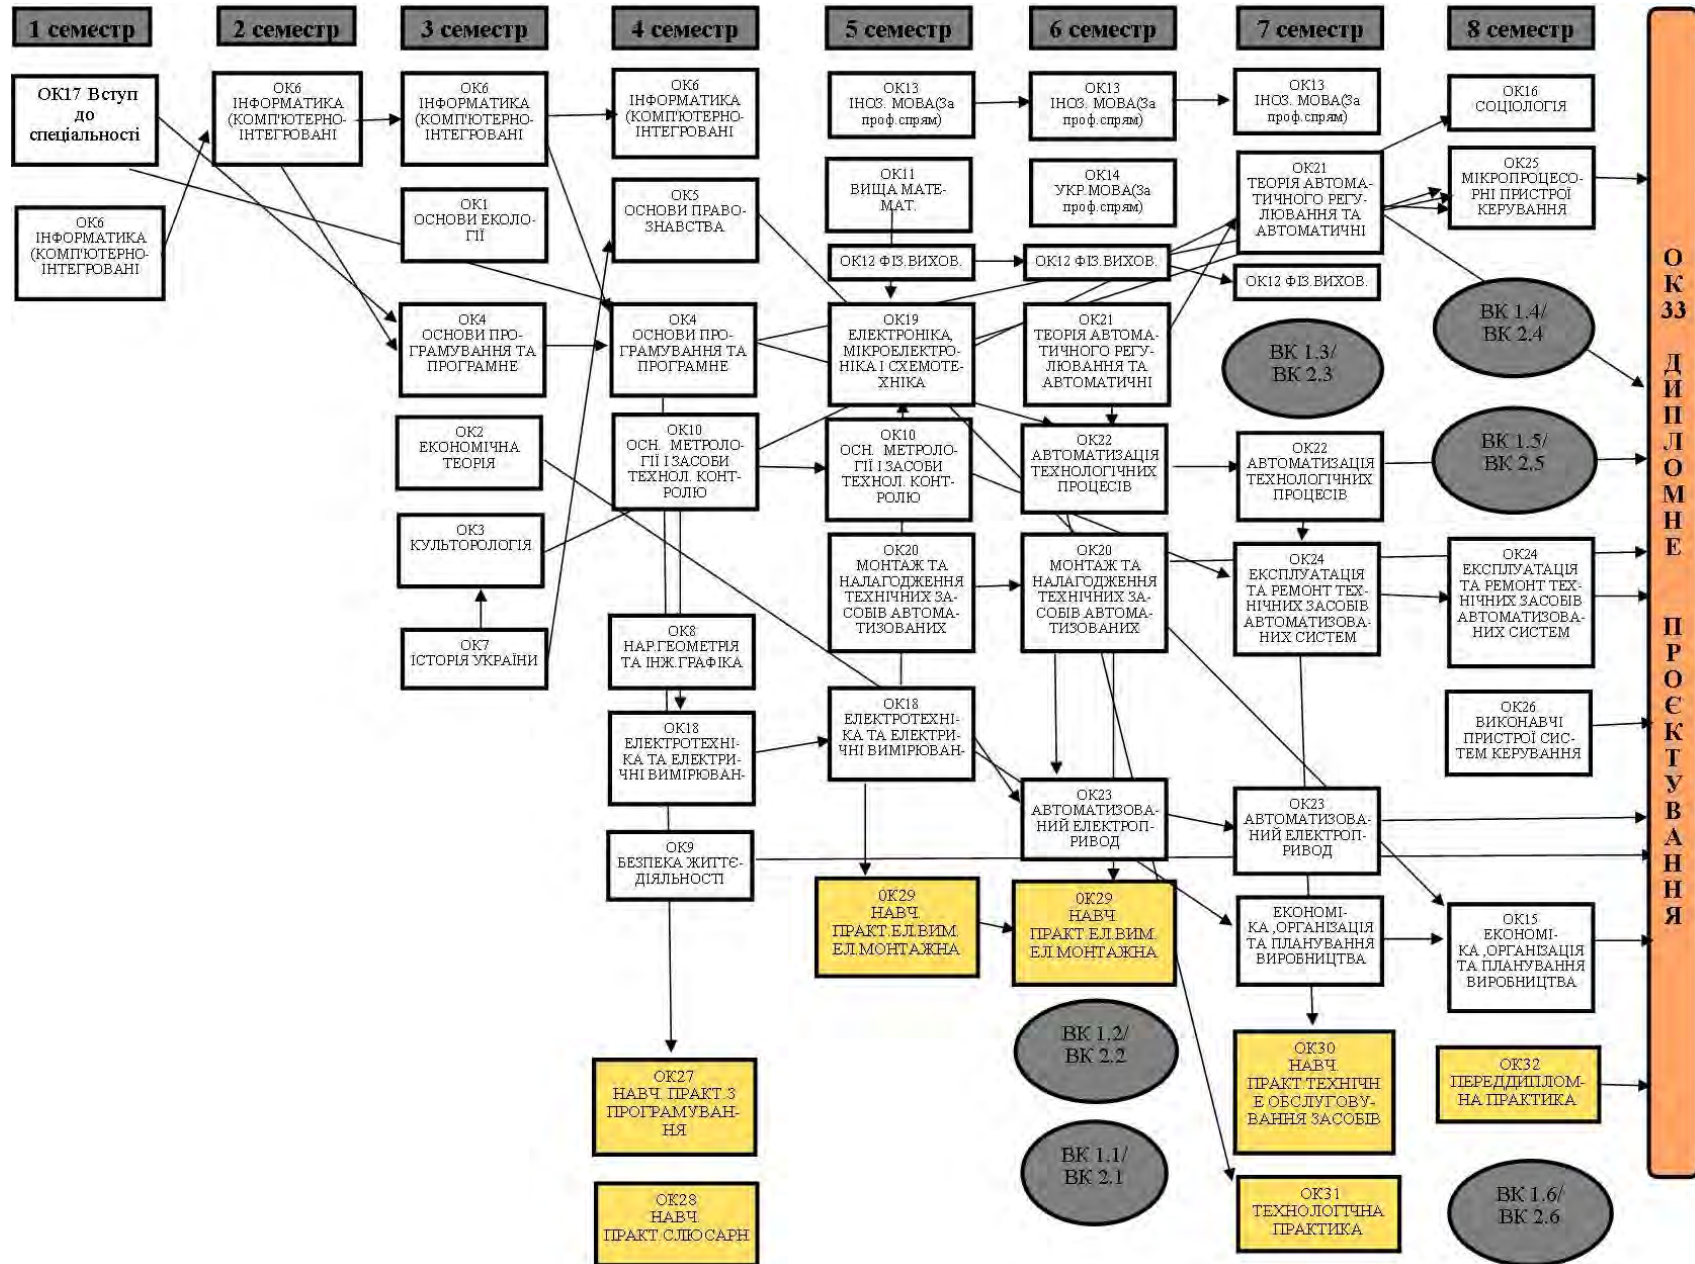 1 семестр
2 семестр
3 семестр
4 семестр
5 семестр
6 семестр
7 семестр
8 семестр
ОК17 Вступ
до
спеціальності
ОК6
ІНФОРМАТИКА
(КОМП'ЮТЕРНО-
ІНТЕГРОВАНІ
ОК6
ІНФОРМАТИКА
(КОМП'ЮТЕРНО-
ІНТЕГРОВАНІ
ОК6
ІНФОРМАТИКА
(КОМП'ЮТЕРНО-
ІНТЕГРОВАНІ
ОК1
ОСНОВИ ЕКОЛО-
ГІЇ
ОК4
ОСНОВИ ПРО-
ГРАМУВАННЯ ТА
ПРОГРАМНЕ
ОК2
ЕКОНОМІЧНА
ТЕОРІЯ
ОК3
КУЛЬТОРОЛОГІЯ
ОК7
ІСТОРІЯ УКРАЇНИ
ОК6
ІНФОРМАТИКА
(КОМП'ЮТЕРНО-
ІНТЕГРОВАНІ
ОК5
ОСНОВИ ПРАВО-
ЗНАВСТВА
ОК4
ОСНОВИ ПРО-
ГРАМУВАННЯ ТА
ПРОГРАМНЕ
ОК10
ОСН. МЕТРОЛО-
ГІЇ І ЗАСОБИ
ТЕХНОЛ. КОНТ-
РОЛЮ
ОК8
НАР.ГЕОМЕТРІЯ
ТА ІНЖ.ГРАФІКА
ОК18
ЕЛЕКТРОТЕХНІ-
КА ТА ЕЛЕКТРИ-
ЧНІ ВИМІРЮВАН-
ОК9
БЕЗПЕКА ЖИТТЄ-
ДІЯЛЬНОСТІ
ОК27
НАВЧ. ПРАКТ.З
ПРОГРАМУВАН-
НЯ
ОК28
НАВЧ.
ПРАКТ.СЛЮСАРН
ОК13
ІНОЗ. МОВА(За
проф.спрям)
ОК11
ВИЩА МАТЕ-
МАТ.
ОК12 ФІЗ.ВИХОВ.
ОК19
ЕЛЕКТРОНІКА,
МІКРОЕЛЕКТРО-
НІКА І СХЕМОТЕ-
ХНІКА
ОК10
ОСН. МЕТРОЛО-
ГІЇ І ЗАСОБИ
ТЕХНОЛ. КОНТ-
РОЛЮ
ОК20
МОНТАЖ ТА
НАЛАГОДЖЕННЯ
ТЕХНІЧНИХ ЗА-
СОБІВ АВТОМА-
ТИЗОВАНИХ
ОК18
ЕЛЕКТРОТЕХНІ-
КА ТА ЕЛЕКТРИ-
ЧНІ ВИМІРЮВАН-
0К29
НАВЧ.
ПРАКТ.ЕЛ.ВИМ.
ЕЛ.МОНТАЖНА
ОК13
ІНОЗ. МОВА(За
проф.спрям)
ОК14
УКР.МОВА(За
проф.спрям)
ОК12 ФІЗ.ВИХОВ.
ОК21
ТЕОРІЯ АВТОМА-
ТИЧНОГО РЕГУ-
ЛЮВАННЯ ТА
АВТОМАТИЧНІ
ОК22
АВТОМАТИЗАЦІЯ
ТЕХНОЛОГІЧНИХ
ПРОЦЕСІВ
ОК20
МОНТАЖ ТА
НАЛАГОДЖЕННЯ
ТЕХНІЧНИХ ЗА-
СОБІВ АВТОМА-
ТИЗОВАНИХ
ОК23
АВТОМАТИЗОВА-
НИЙ ЕЛЕКТРОП-
РИВОД
0К29
НАВЧ.
ПРАКТ.ЕЛ.ВИМ.
ЕЛ.МОНТАЖНА
ВК 1.2/
ВК 2.2
ВК 1.1/
ВК 2.1
ОК13
ІНОЗ. МОВА(За
проф.спрям)
ОК21
ТЕОРІЯ АВТОМА-
ТИЧНОГО РЕГУ-
ЛЮВАННЯ ТА
АВТОМАТИЧНІ
ОК12 ФІЗ.ВИХОВ.
ВК 1.3/
ВК 2.3
ОК22
АВТОМАТИЗАЦІЯ
ТЕХНОЛОГІЧНИХ
ПРОЦЕСІВ
ОК24
ЕКСПЛУАТАЦІЯ
ТА РЕМОНТ ТЕХ-
НІЧНИХ ЗАСОБІВ
АВТОМАТИЗОВА-
НИХ СИСТЕМ
ОК23
АВТОМАТИЗОВА-
НИЙ ЕЛЕКТРОП-
РИВОД
ЕКОНОМІ-
КА ,ОРГАНІЗАЦІЯ
ТА ПЛАНУВАННЯ
ВИРОБНИЦТВА
ОК30
НАВЧ.
ПРАКТ.ТЕХНІЧН
Е ОБСЛУГОВУ-
ВАННЯ ЗАСОБІВ
ОК31
ТЕХНОЛОГІЧНА
ПРАКТИКА
ОК16
СОЦІОЛОГІЯ
ОК25
МІКРОПРОЦЕСО-
РНІ ПРИСТРОЇ
КЕРУВАННЯ
ВК 1.4/
ВК 2.4
ВК 1.5/
ВК 2.5
ОК24
ЕКСПЛУАТАЦІЯ
ТА РЕМОНТ ТЕХ-
НІЧНИХ ЗАСОБІВ
АВТОМАТИЗОВА-
НИХ СИСТЕМ
ОК26
ВИКОНАВЧІ
ПРИСТРОЇ СИС-
ТЕМ КЕРУВАННЯ
ОК15
ЕКОНОМІ-
КА ,ОРГАНІЗАЦІЯ
ТА ПЛАНУВАННЯ
ВИРОБНИЦТВА
ОК32
ПЕРЕДДИПЛОМ-
НА ПРАКТИКА
ВК 1.6/
ВК 2.6
ОК33 ДИПЛОМНЕ ПРОЄКТУВАННЯ